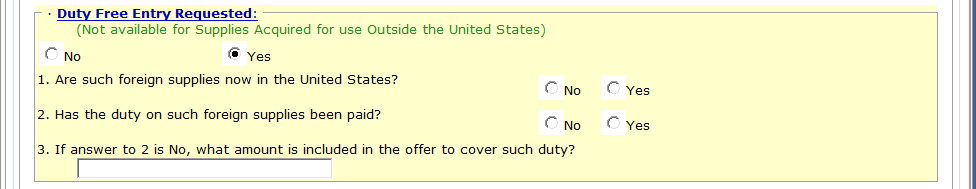 · Duty Free Entry Requested:
(Not available for Supplies Acquired for use Outside the United States)
No Yes
1. Are such foreign supplies now in the United States?
No Yes
2. Has the duty on such foreign supplies been paid?
No Yes
3. If answer to 2 is No, what amount is included in the offer to cover such duty?